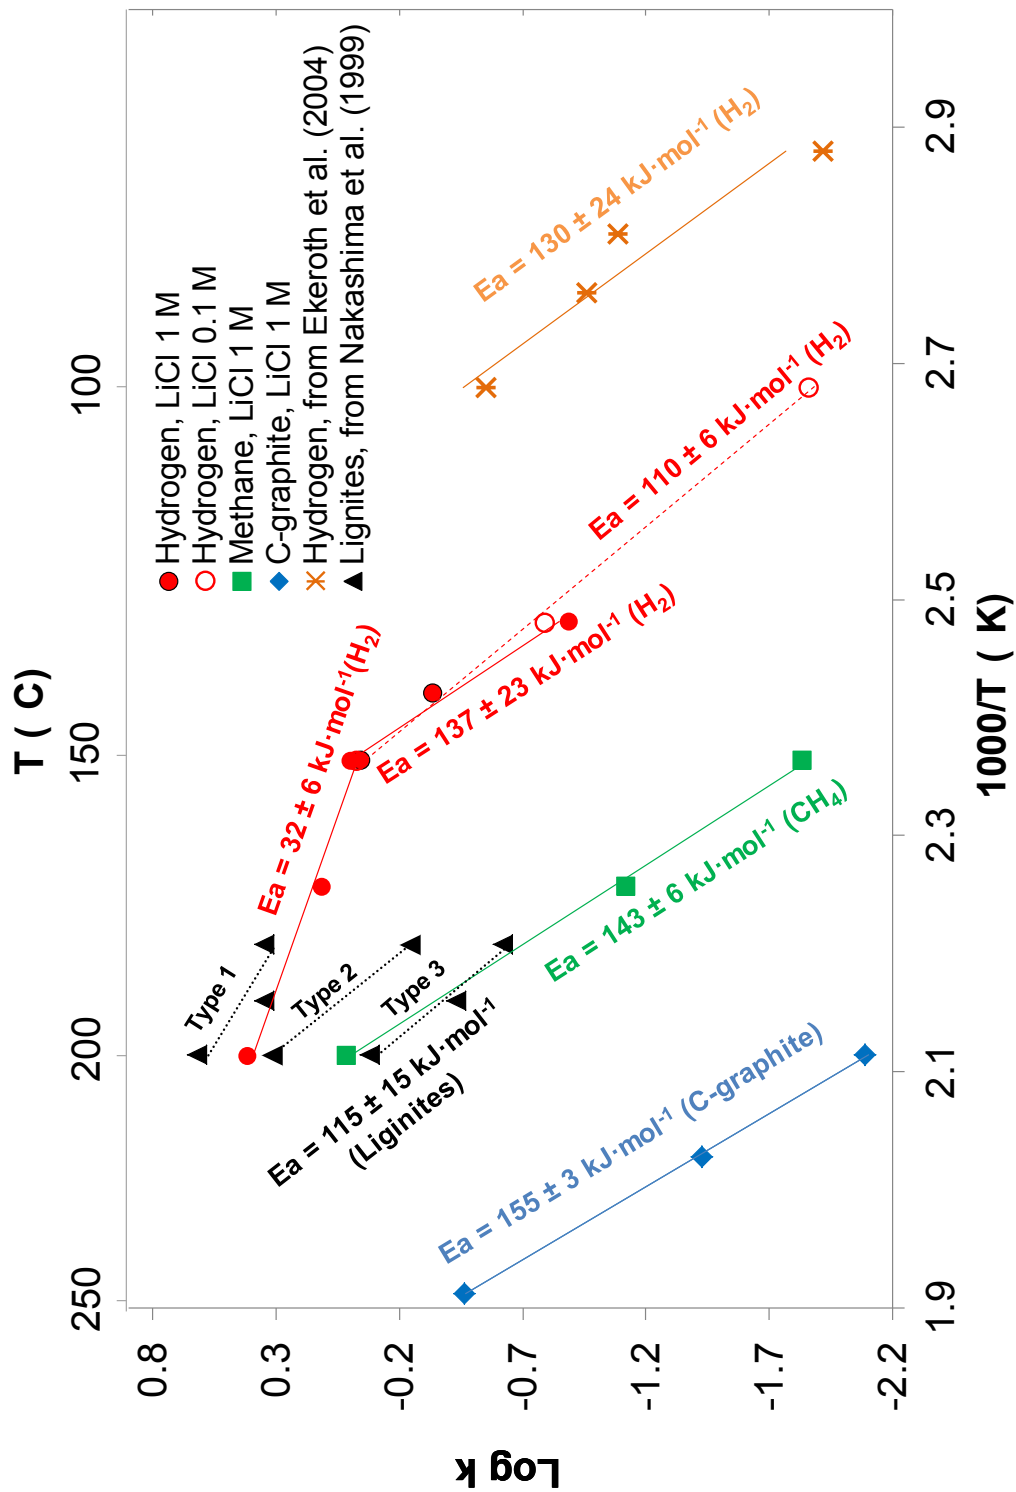 T ( C)
250
200
150
100
Hydrogen, LiCl 1 M
Hydrogen, LiCl 0.1 M
Methane, LiCl 1 M
C-graphite, LiCl 1 M
Hydrogen, from Ekeroth et al. (2004)
Lignites, from Nakashima et al. (1999)
Log k
0.8
0.3
-0.2
-0.7
-1.2
-1.7
-2.2
Type 1
Type 2
Type 3
Ea = 32 ± 6 kJ·mol⁻¹(H₂)
Ea = 137 ± 23 kJ·mol⁻¹ (H₂)
Ea = 110 ± 6 kJ·mol⁻¹ (H₂)
Ea = 130 ± 24 kJ·mol⁻¹ (H₂)
Ea = 115 ± 15 kJ·mol⁻¹
(Liginites)
Ea = 143 ± 6 kJ·mol⁻¹ (CH₄)
Ea = 155 ± 3 kJ·mol⁻¹ (C-graphite)
1.9
2.1
2.3
2.5
2.7
2.9
1000/T ( K)